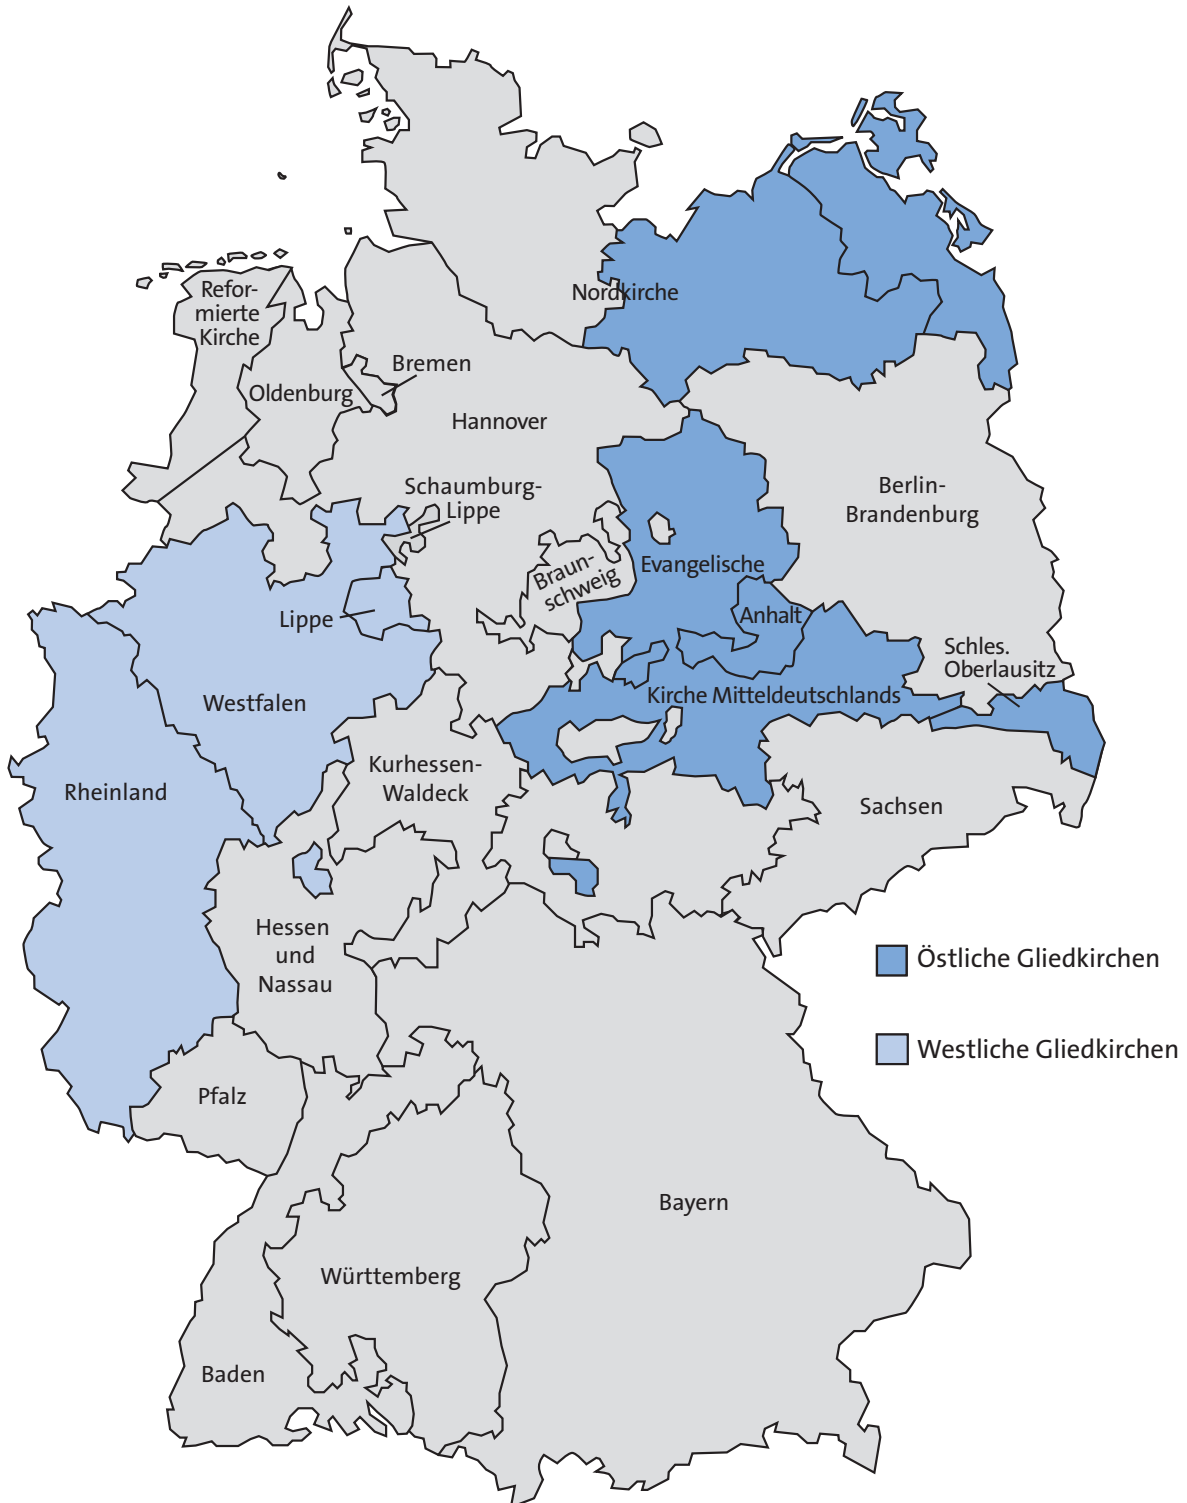 Nordkirche
Refor-
mierte
Kirche
Bremen
Oldenburg
Hannover
Schaumburg-
Lippe
Berlin-
Brandenburg
Braun-
schweig
Evangelische
Anhalt
Lippe
Schles.
Oberlausitz
Westfalen
Kirche Mitteldeutschlands
Kurhessen-
Waldeck
Rheinland
Sachsen
Hessen
und
Nassau
Östliche Gliedkirchen
Westliche Gliedkirchen
Pfalz
Bayern
Württemberg
Baden